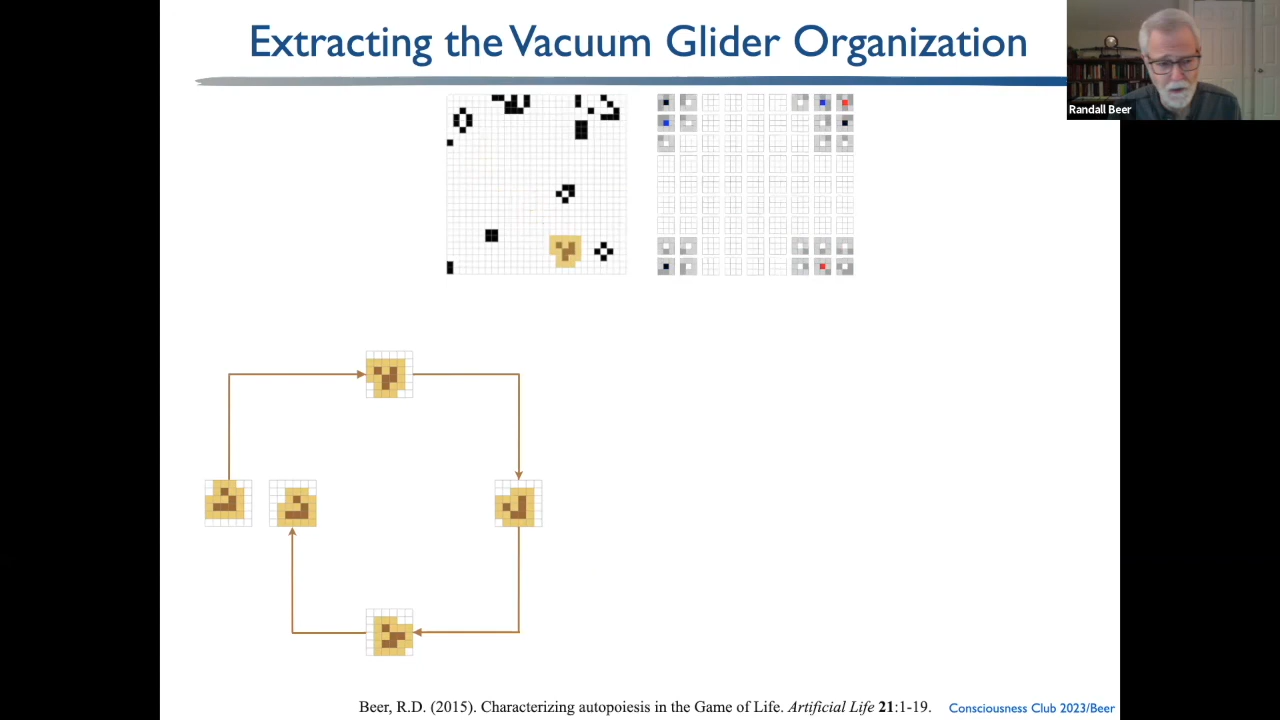 Extracting the Vacuum Glider Organization
Randall Beer
Beer, R.D. (2015). Characterizing autopoiesis in the Game of Life. Artificial Life 21:1-19.
Consciousness Club 2023/Beer